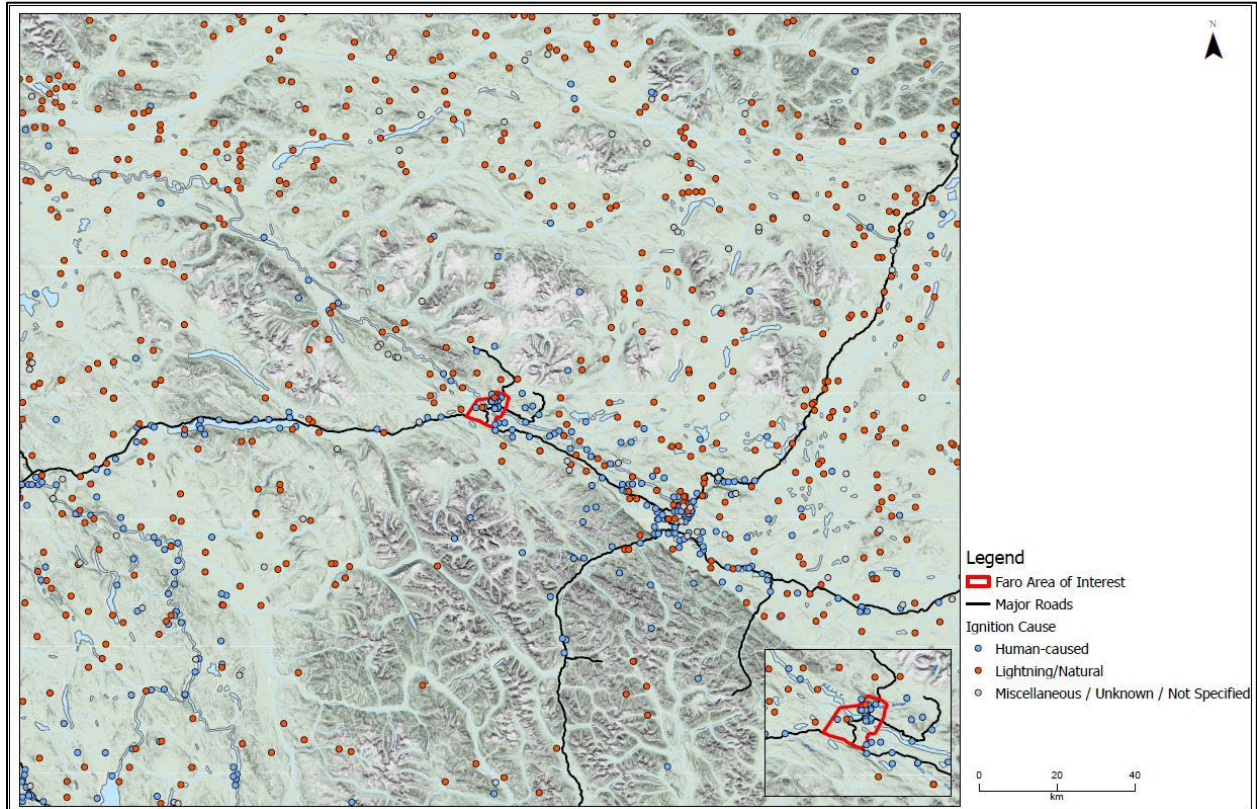 N
Legend
Faro Area of Interest
Major Roads
Ignition Cause
Human-caused
Lightning/Natural
Miscellaneous / Unknown / Not Specified
0 20 40
km